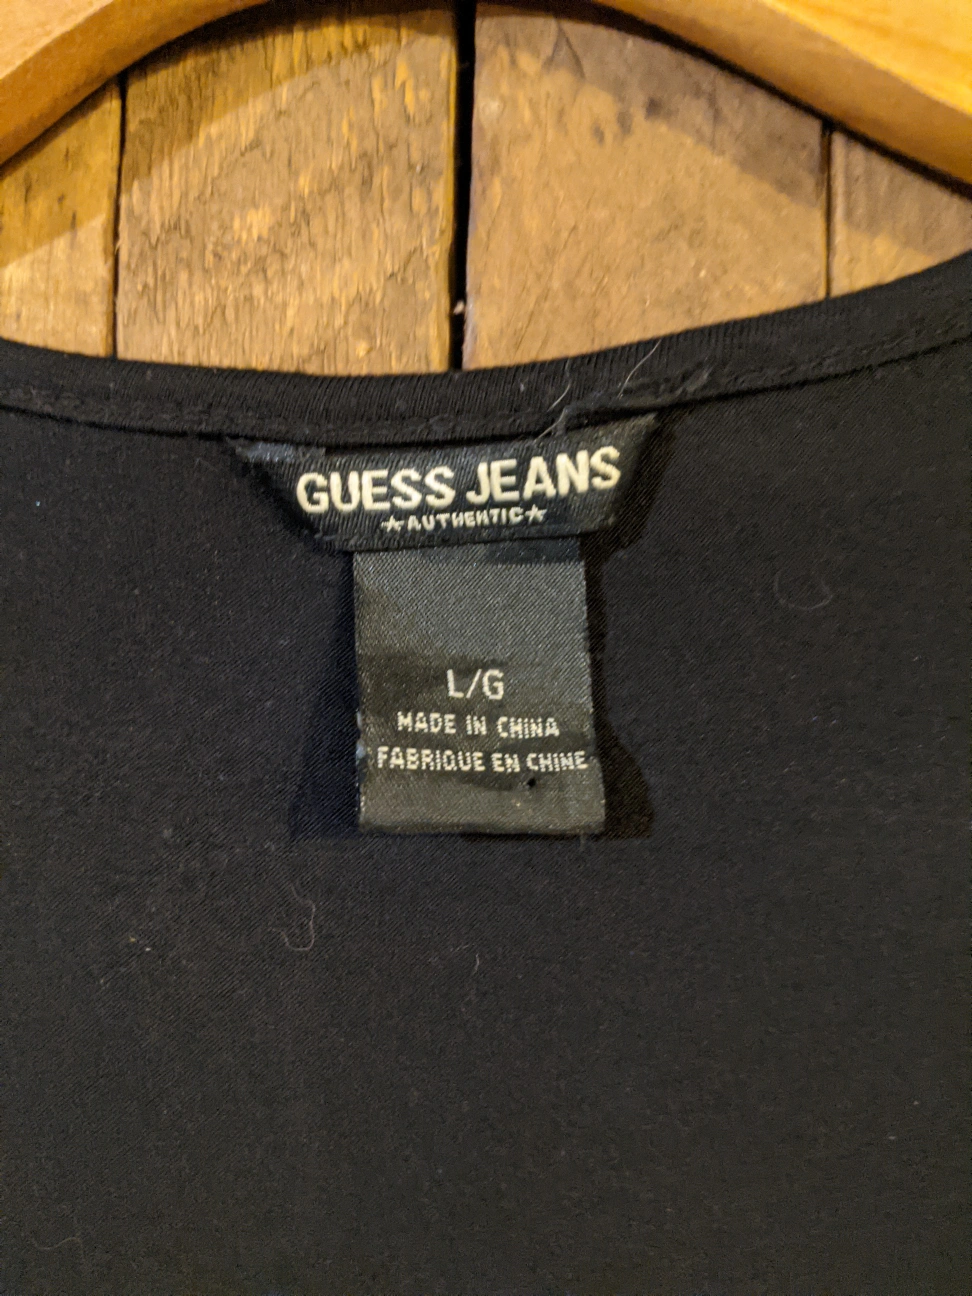 GUESS JEANS
★AUTHENTIC★
L/G
MADE IN CHINA
FABRIQUE EN CHINE